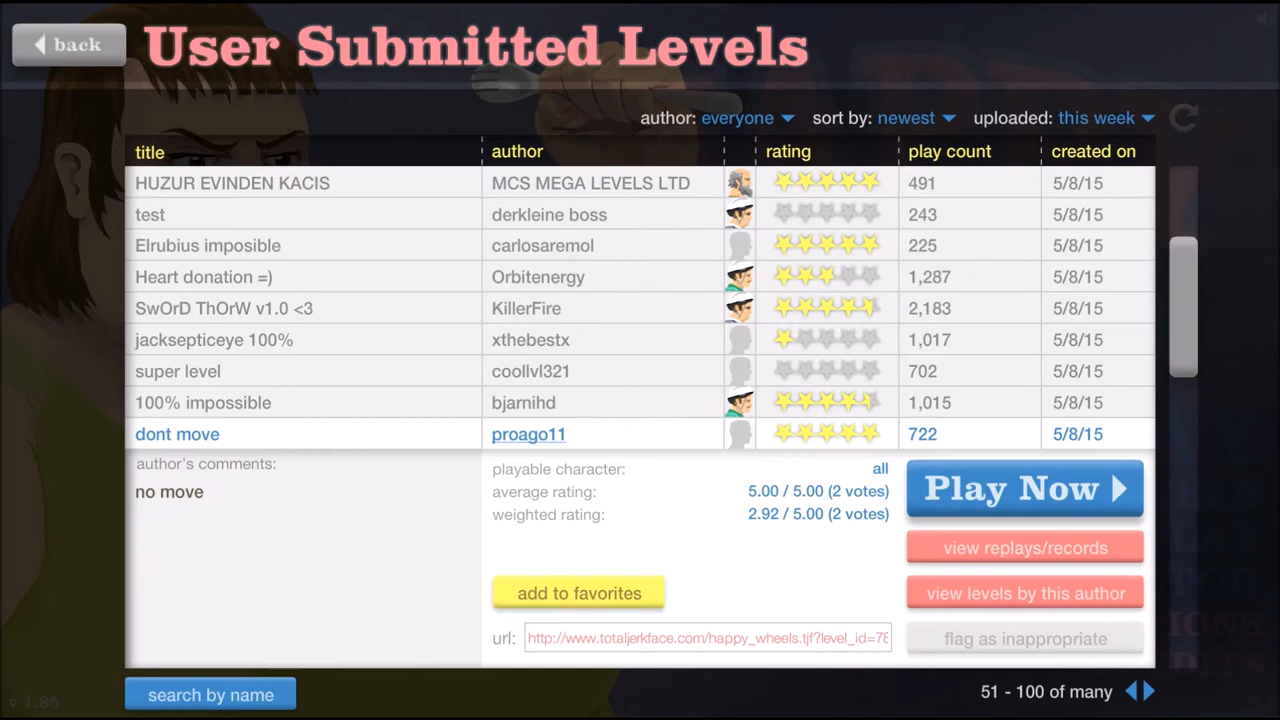 back
User Submitted Levels
author: everyone sort by: newest uploaded: this week
title author rating play count created on
HUZUR EVINDEN KACIS MCS MEGA LEVELS LTD 491 5/8/15
test derkleine boss 243 5/8/15
Elrubius imposible carlosaremol 225 5/8/15
Heart donation =) Orbitenergy 1,287 5/8/15
SwOrD ThOrW v1.0 <3 KillerFire 2,183 5/8/15
jacksepticeye 100% xthebestx 1,017 5/8/15
super level coollvl321 702 5/8/15
100% impossible bjarnihd 1,015 5/8/15
dont move proago11 722 5/8/15
author's comments:
no move
playable character: all
average rating: 5.00 / 5.00 (2 votes)
weighted rating: 2.92 / 5.00 (2 votes)
Play Now
view replays/records
add to favorites
view levels by this author
url: http://www.totaljerkface.com/happy_wheels.tjf?level_id=78
flag as inappropriate
search by name
51 - 100 of many
v 1.85